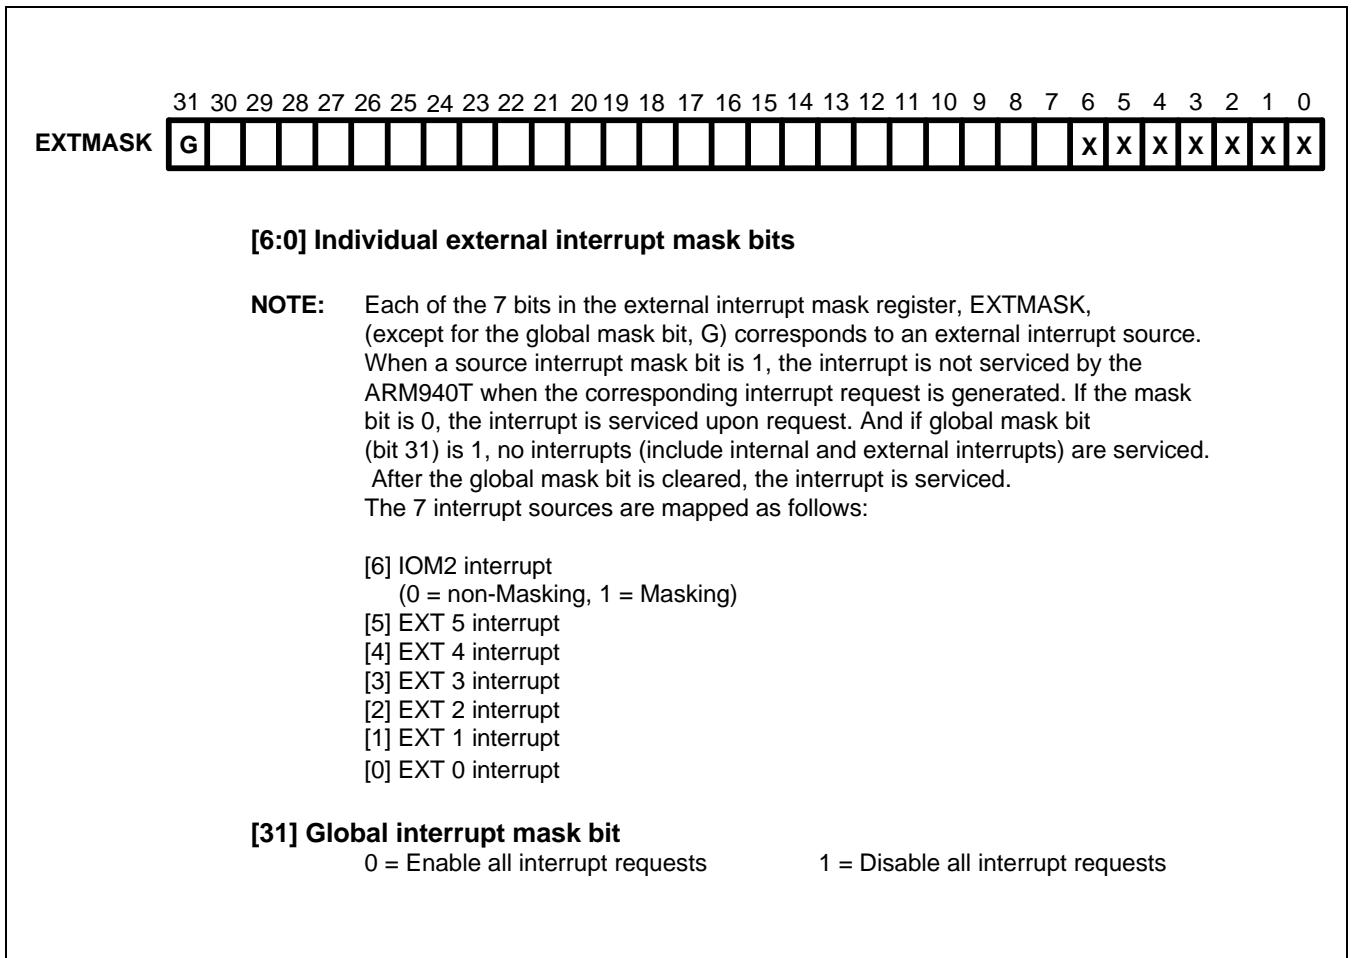 31 30 29 28 27 26 25 24 23 22 21 20 19 18 17 16 15 14 13 12 11 10 9 8 7 6 5 4 3 2 1 0
EXTMASK G X X X X X X X
[6:0] Individual external interrupt mask bits
NOTE: Each of the 7 bits in the external interrupt mask register, EXTMASK,
(except for the global mask bit, G) corresponds to an external interrupt source.
When a source interrupt mask bit is 1, the interrupt is not serviced by the
ARM940T when the corresponding interrupt request is generated. If the mask
bit is 0, the interrupt is serviced upon request. And if global mask bit
(bit 31) is 1, no interrupts (include internal and external interrupts) are serviced.
After the global mask bit is cleared, the interrupt is serviced.
The 7 interrupt sources are mapped as follows:
[6] IOM2 interrupt
(0 = non-Masking, 1 = Masking)
[5] EXT 5 interrupt
[4] EXT 4 interrupt
[3] EXT 3 interrupt
[2] EXT 2 interrupt
[1] EXT 1 interrupt
[0] EXT 0 interrupt
[31] Global interrupt mask bit
0 = Enable all interrupt requests 1 = Disable all interrupt requests